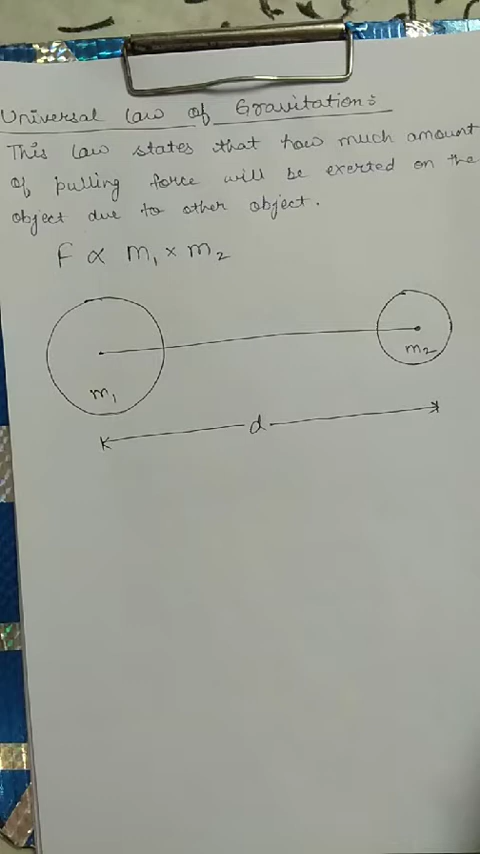 Universal Law of Gravitation:
This law states that how much amount
of pulling force will be exerted on the
object due to other object.
F ∝ m₁ × m₂
m₁
m₂
d